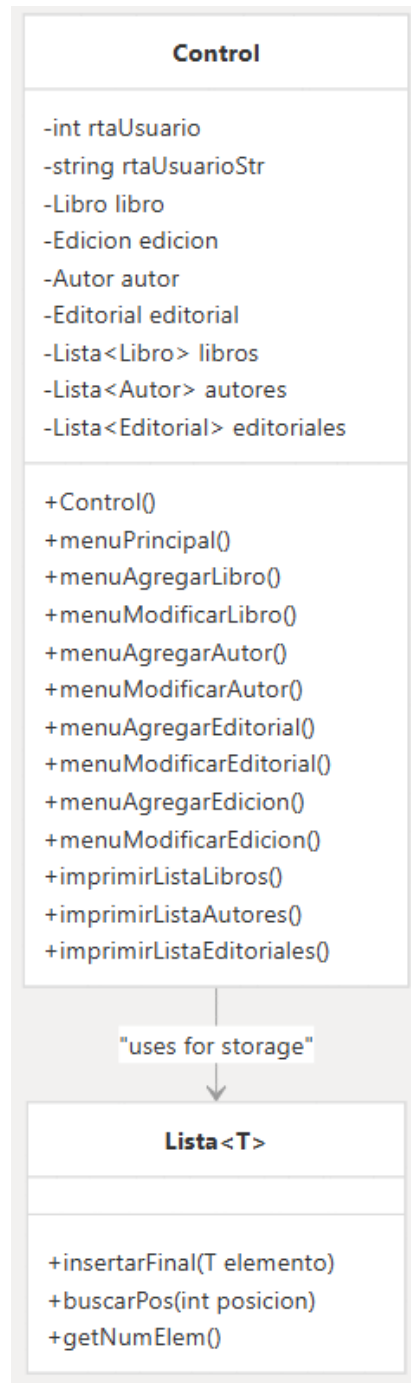 Control
-int rtaUsuario
-string rtaUsuarioStr
-Libro libro
-Edicion edicion
-Autor autor
-Editorial editorial
-Lista<Libro> libros
-Lista<Autor> autores
-Lista<Editorial> editoriales
+Control()
+menuPrincipal()
+menuAgregarLibro()
+menuModificarLibro()
+menuAgregarAutor()
+menuModificarAutor()
+menuAgregarEditorial()
+menuModificarEditorial()
+menuAgregarEdicion()
+menuModificarEdicion()
+imprimirListaLibros()
+imprimirListaAutores()
+imprimirListaEditoriales()
"uses for storage"
Lista<T>
+insertarFinal(T elemento)
+buscarPos(int posicion)
+getNumElem()